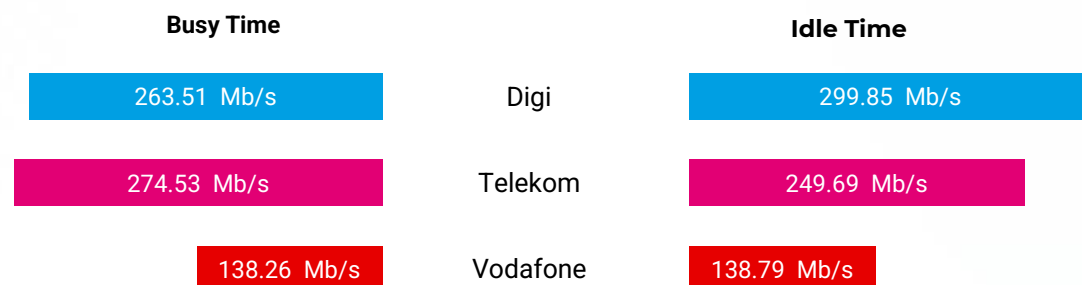 Busy Time Idle Time
263.51 Mb/s Digi 299.85 Mb/s
274.53 Mb/s Telekom 249.69 Mb/s
138.26 Mb/s Vodafone 138.79 Mb/s